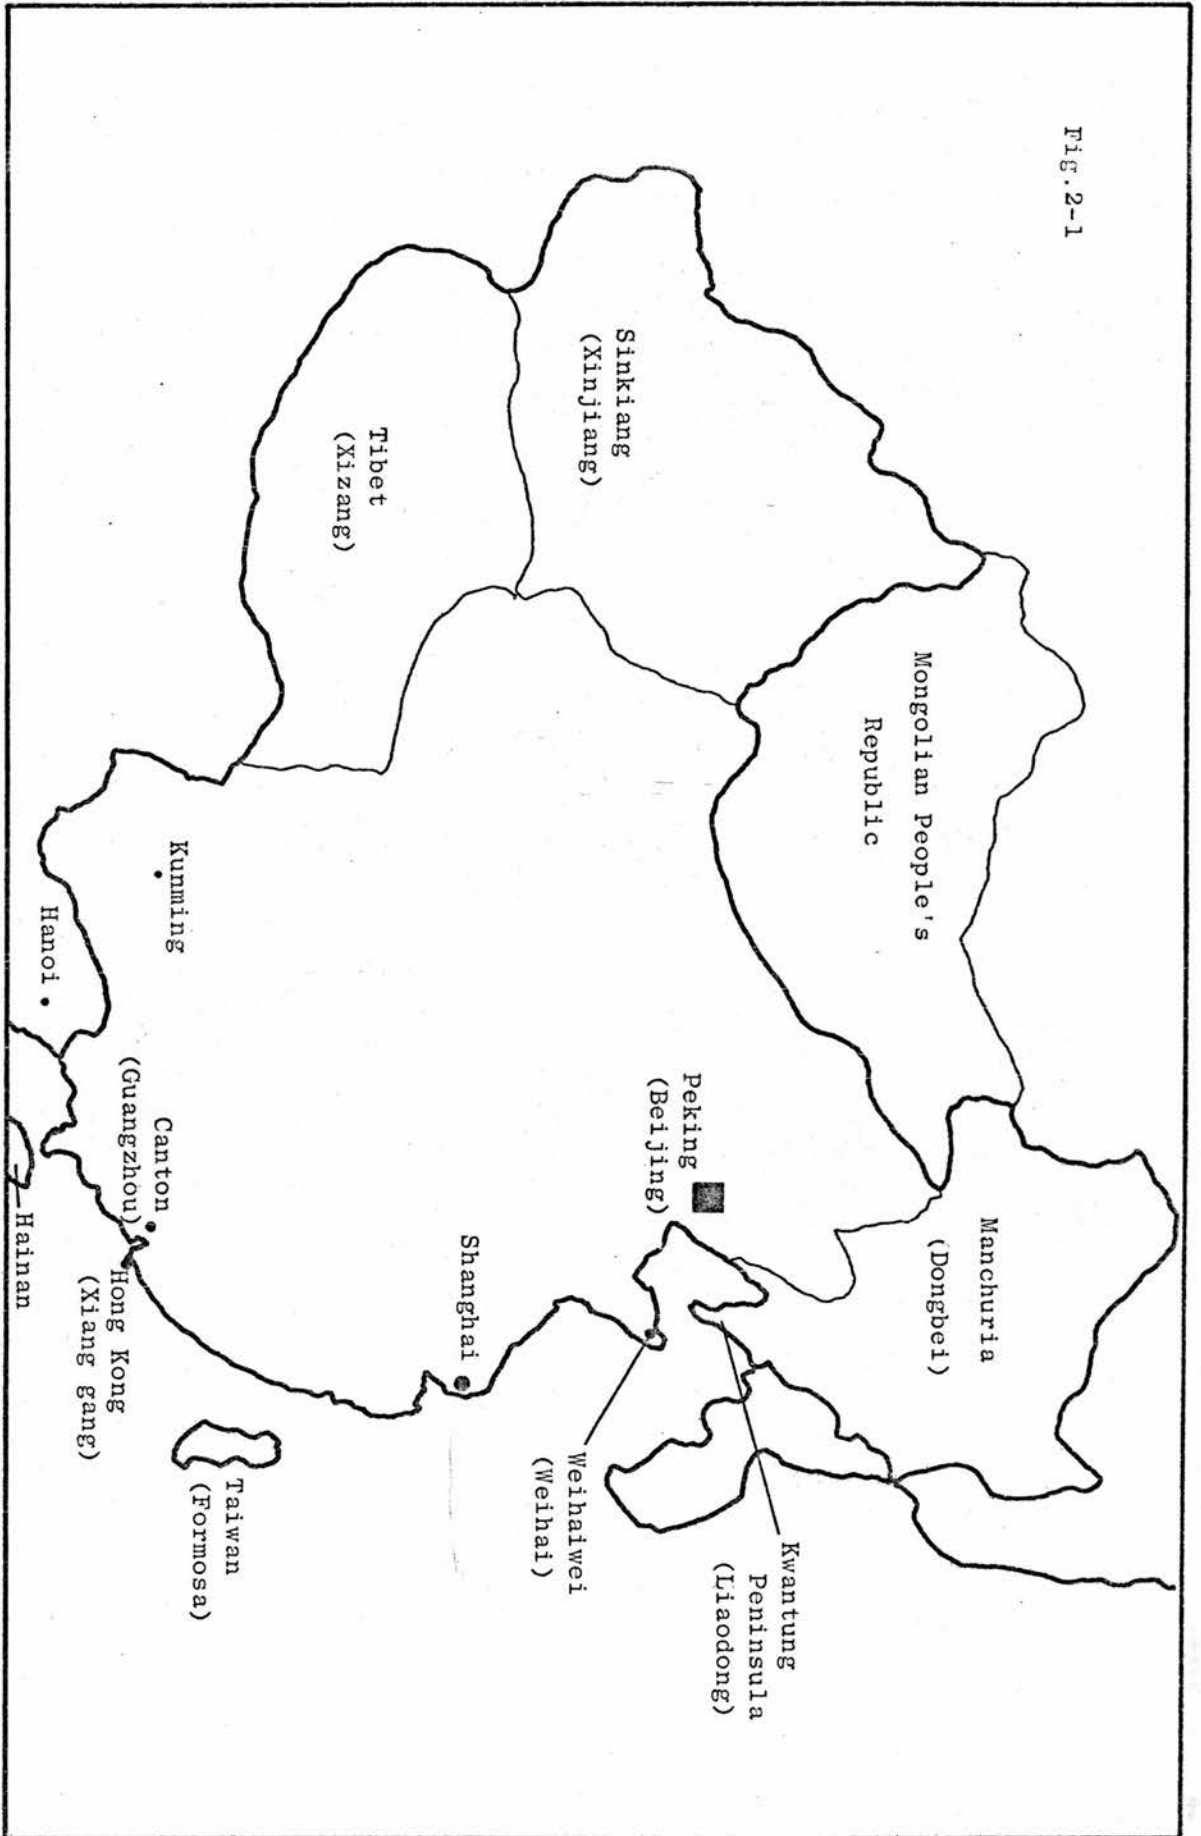 Fig.2-1
Mongolian People's
Republic
Manchuria
(Dongbei)
Sinkiang
(Xinjiang)
Peking
(Beijing)
Kwantung
Peninsula
(Liaodong)
Tibet
(Xizang)
Weihaiwei
(Weihai)
Shanghai
Kunming
Taiwan
(Formosa)
Canton
(Guangzhou)
Hong Kong
(Xiang gang)
Hanoi
Hainan